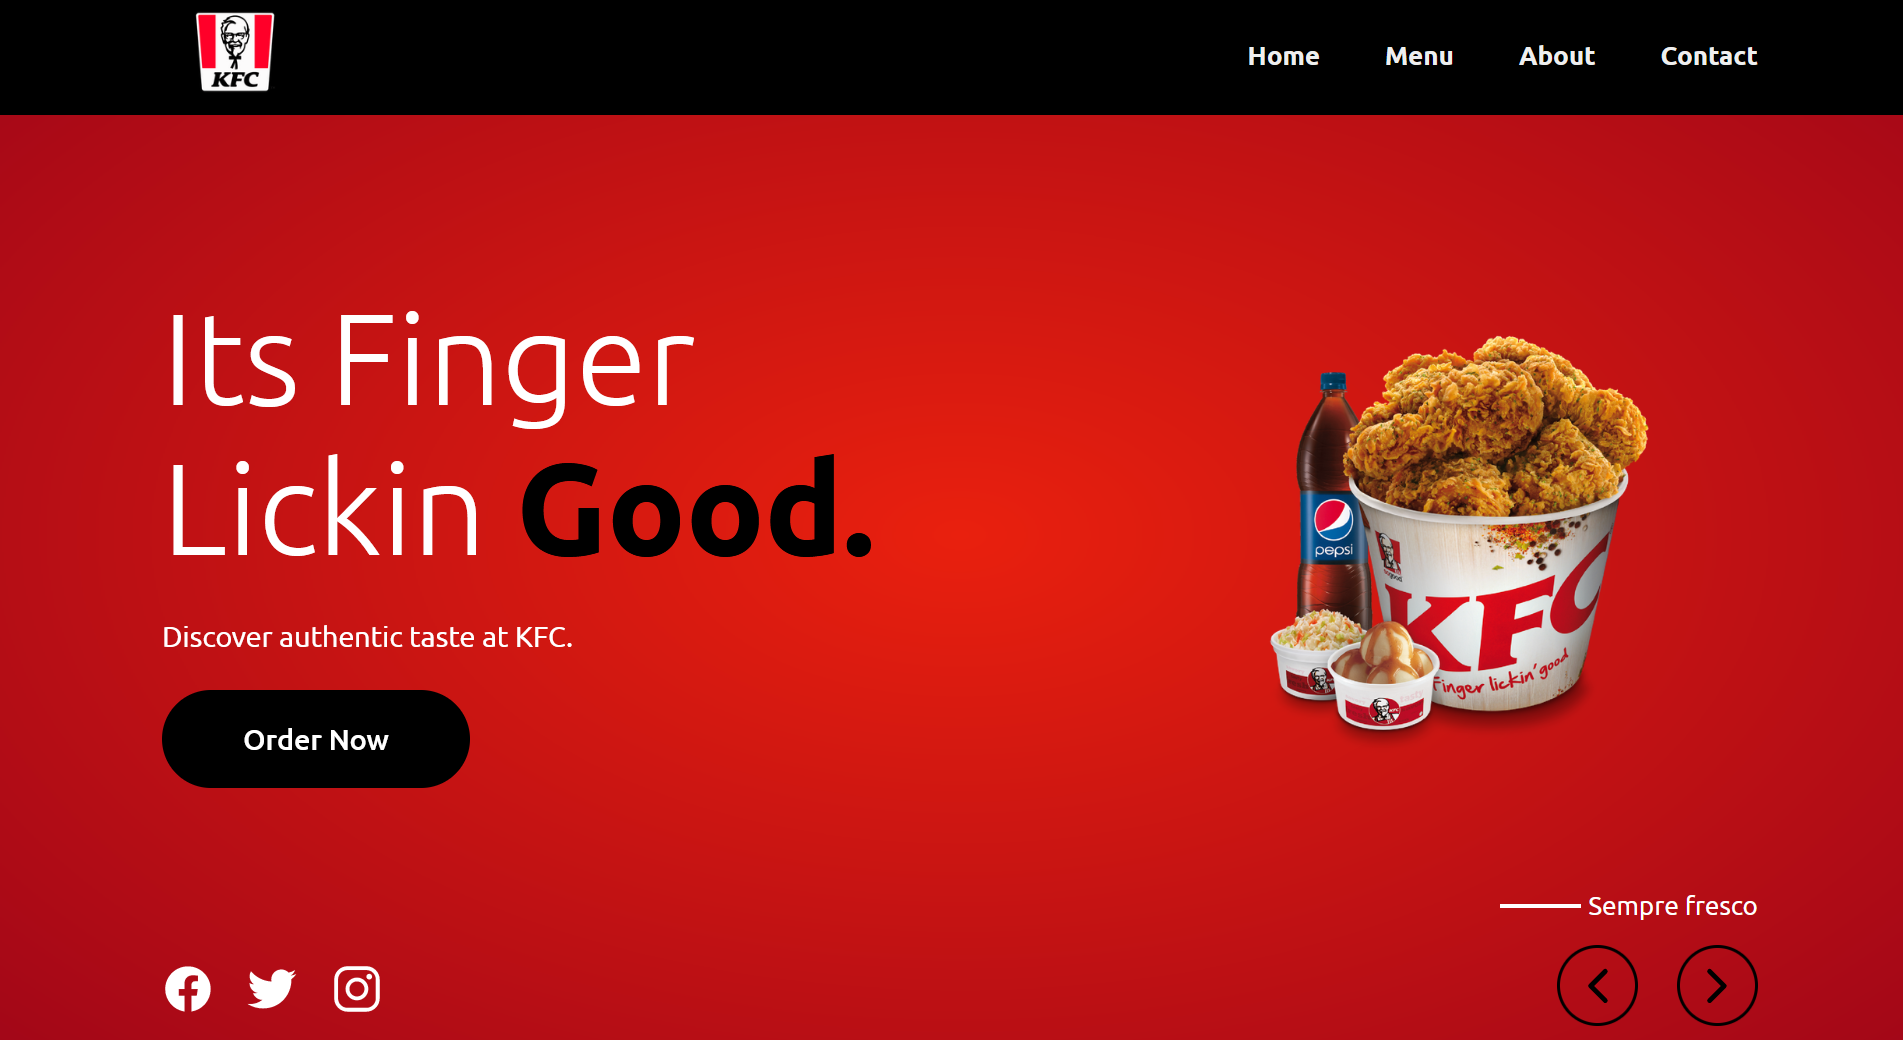 KFC
Home Menu About Contact
Its Finger
Lickin Good.
Discover authentic taste at KFC.
Order Now
pepsi
KFC
Finger lickin' good
Sempre fresco